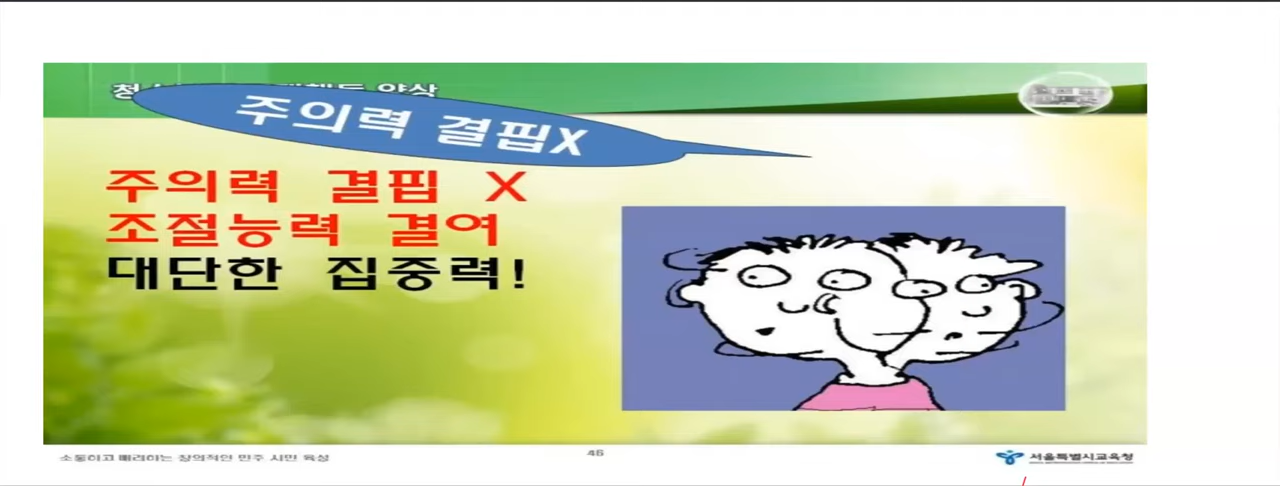 주의력 결핍X
주의력 결핍 X
조절능력 결여
대단한 집중력!
소통하고 배려하는 창의적인 민주 시민 육성
46
서울특별시교육청